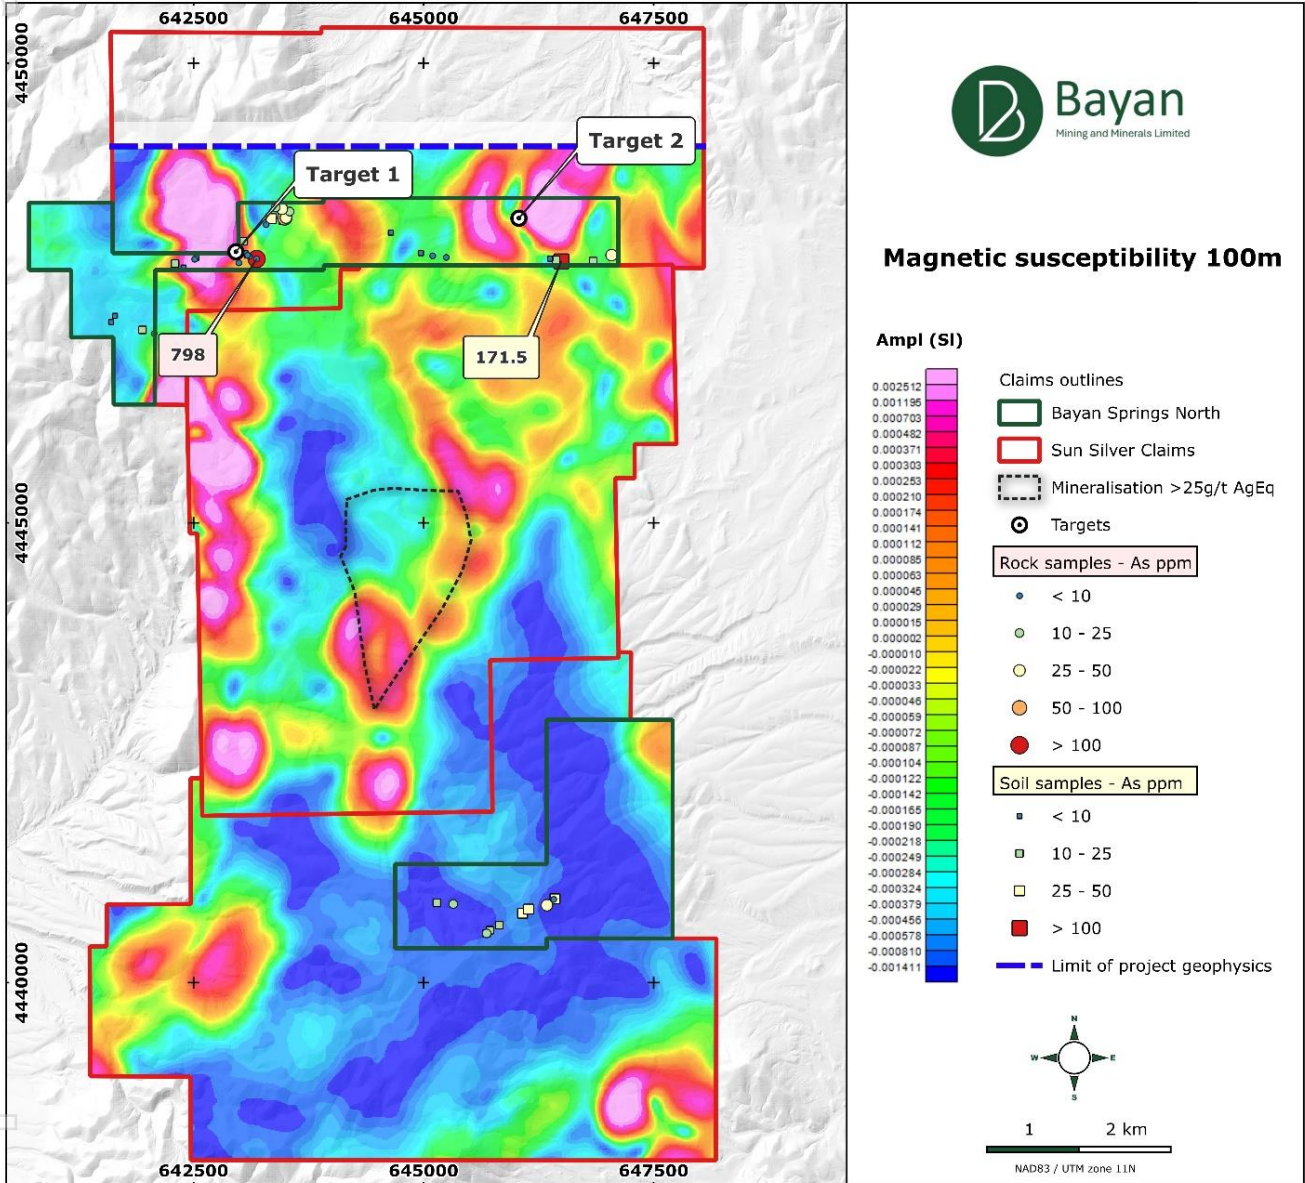 642500 645000 647500
4450000
4445000
4440000
Target 1
Target 2
798
171.5
642500 645000 647500
Bayan
Mining and Minerals Limited
Magnetic susceptibility 100m
Ampl (SI)
0.002512
0.001195
0.000703
0.000482
0.000371
0.000303
0.000253
0.000210
0.000174
0.000141
0.000112
0.000085
0.000063
0.000045
0.000029
0.000015
0.000002
-0.000010
-0.000022
-0.000033
-0.000046
-0.000059
-0.000072
-0.000087
-0.000104
-0.000122
-0.000142
-0.000165
-0.000190
-0.000218
-0.000249
-0.000284
-0.000324
-0.000379
-0.000456
-0.000578
-0.000810
-0.001411
Claims outlines
Bayan Springs North
Sun Silver Claims
Mineralisation >25g/t AgEq
Targets
Rock samples - As ppm
< 10
10 - 25
25 - 50
50 - 100
> 100
Soil samples - As ppm
< 10
10 - 25
25 - 50
> 100
Limit of project geophysics
N
W E
S
1 2 km
NAD83 / UTM zone 11N